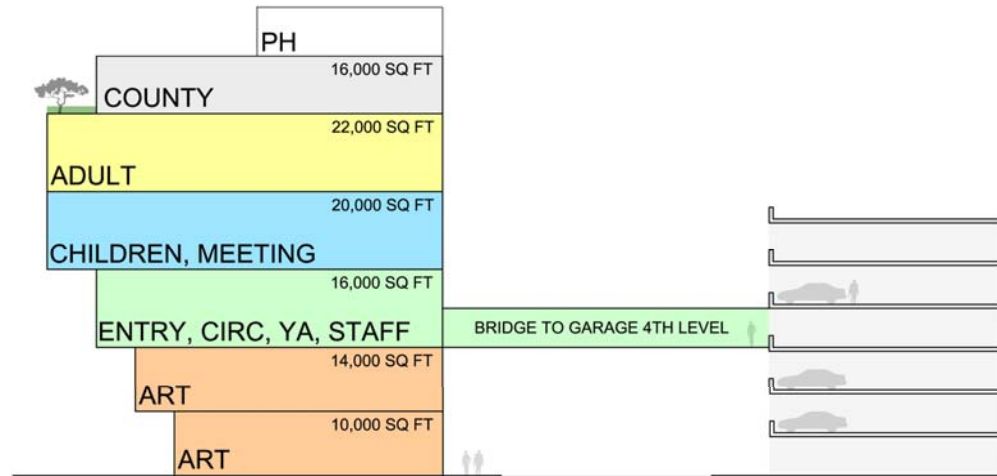 PH
16,000 SQ FT
COUNTY
22,000 SQ FT
ADULT
20,000 SQ FT
CHILDREN, MEETING
16,000 SQ FT
ENTRY, CIRC, YA, STAFF
BRIDGE TO GARAGE 4TH LEVEL
14,000 SQ FT
ART
10,000 SQ FT
ART